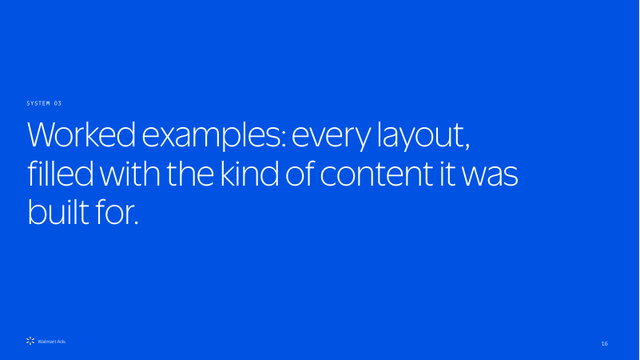 SYSTEM 03
Worked examples: every layout,
filled with the kind of content it was
built for.
Walmart Ads
16